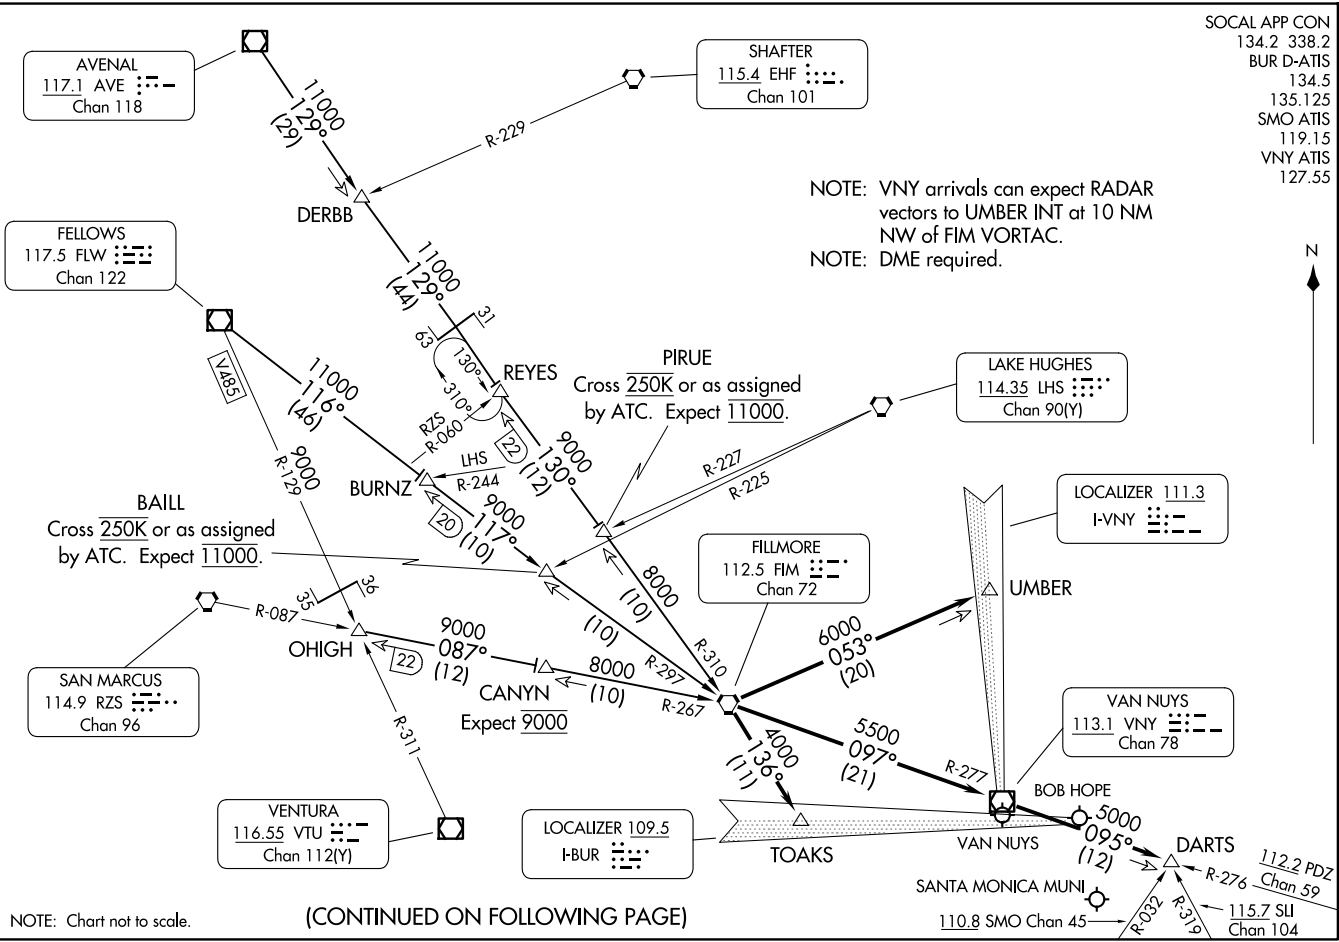 SOCAL APP CON
134.2 338.2
BUR D-ATIS
134.5
135.125
SMO ATIS
119.15
VNY ATIS
127.55
AVENAL
117.1 AVE
Chan 118
SHAFTER
115.4 EHF
Chan 101
11000
129°
(29)
R-229
DERBB
NOTE: VNY arrivals can expect RADAR
vectors to UMBER INT at 10 NM
NW of FIM VORTAC.
NOTE: DME required.
N
FELLOWS
117.5 FLW
Chan 122
11000
129°
(44)
31
63
V485
11000
116°
(46)
130°
310°
REYES
RZS
R-060
22
PIRUE
Cross 250K or as assigned
by ATC. Expect 11000.
LAKE HUGHES
114.35 LHS
Chan 90(Y)
9000
130°
(12)
R-227
R-225
9000
R-129
BURNZ
LHS
R-244
20
9000
117°
(10)
BAILL
Cross 250K or as assigned
by ATC. Expect 11000.
LOCALIZER 111.3
I-VNY
FILLMORE
112.5 FIM
Chan 72
UMBER
8000
(10)
R-310
(10)
R-297
36
35
R-087
OHIGH
22
9000
087°
(12)
CANYN
Expect 9000
8000
(10)
R-267
6000
053°
(20)
SAN MARCUS
114.9 RZS
Chan 96
R-311
VAN NUYS
113.1 VNY
Chan 78
5500
097°
(21)
R-277
4000
136°
(11)
VENTURA
116.55 VTU
Chan 112(Y)
LOCALIZER 109.5
I-BUR
TOAKS
VAN NUYS
BOB HOPE
5000
095°
(12)
DARTS
R-276
112.2 PDZ
Chan 59
SANTA MONICA MUNI
110.8 SMO Chan 45
R-032
R-319
115.7 SLI
Chan 104
NOTE: Chart not to scale.
(CONTINUED ON FOLLOWING PAGE)